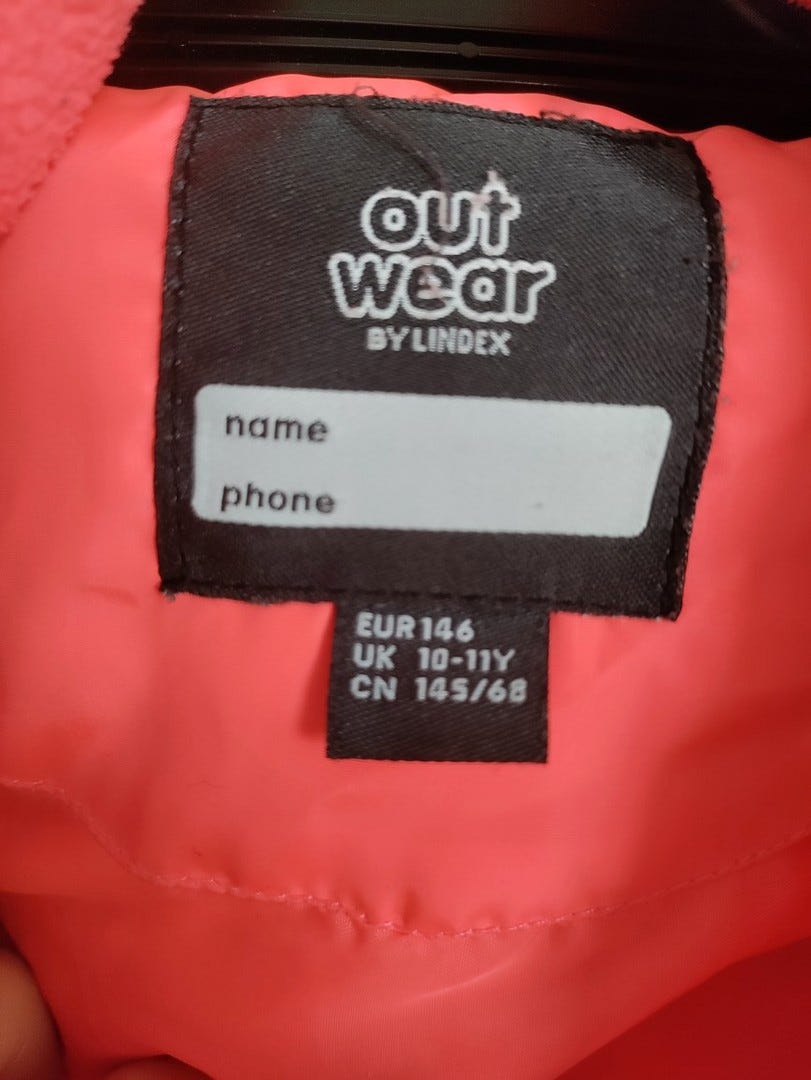 out
wear
BY LINDEX
name
phone
EUR 146
UK 10-11Y
CN 145/68